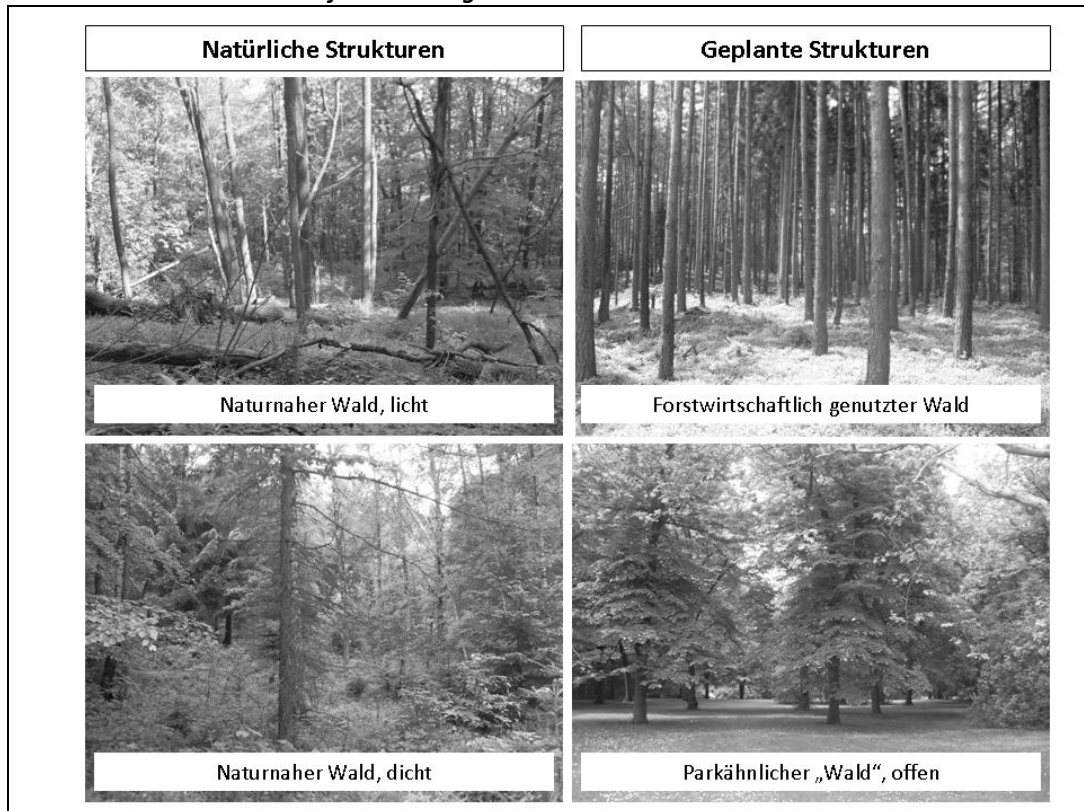 Natürliche Strukturen
Geplante Strukturen
Naturnaher Wald, licht
Forstwirtschaftlich genutzter Wald
Naturnaher Wald, dicht
Parkähnlicher „Wald“, offen